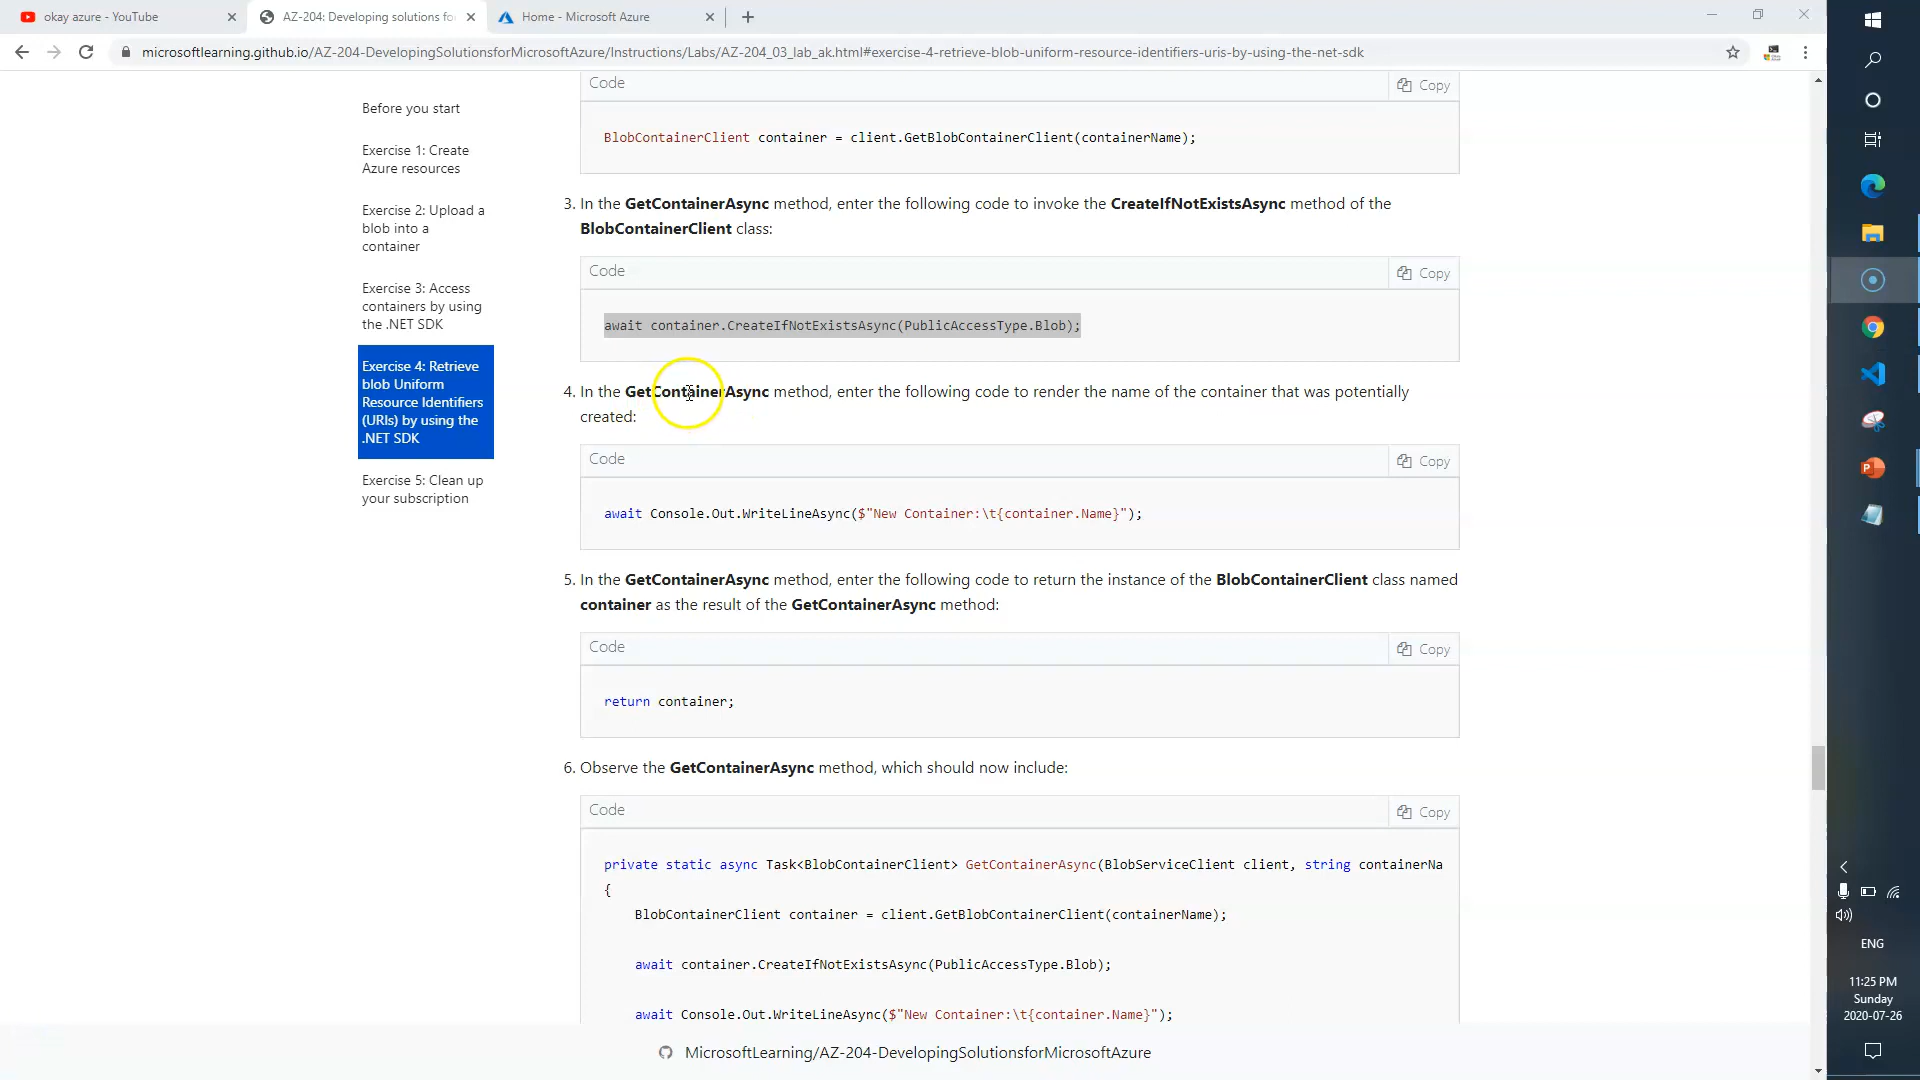 okay azure - YouTube
AZ-204: Developing solutions fo
Home - Microsoft Azure
microsoftlearning.github.io/AZ-204-DevelopingSolutionsforMicrosoftAzure/Instructions/Labs/AZ-204_03_lab_ak.html#exercise-4-retrieve-blob-uniform-resource-identifiers-uris-by-using-the-net-sdk
Before you start
Exercise 1: Create
Azure resources
Exercise 2: Upload a
blob into a
container
Exercise 3: Access
containers by using
the .NET SDK
Exercise 4: Retrieve
blob Uniform
Resource Identifiers
(URIs) by using the
.NET SDK
Exercise 5: Clean up
your subscription
Code
Copy
BlobContainerClient container = client.GetBlobContainerClient(containerName);
3. In the GetContainerAsync method, enter the following code to invoke the CreateIfNotExistsAsync method of the
BlobContainerClient class:
Code
Copy
await container.CreateIfNotExistsAsync(PublicAccessType.Blob);
4. In the GetContainerAsync method, enter the following code to render the name of the container that was potentially
created:
Code
Copy
await Console.Out.WriteLineAsync($"New Container:\t{container.Name}");
5. In the GetContainerAsync method, enter the following code to return the instance of the BlobContainerClient class named
container as the result of the GetContainerAsync method:
Code
Copy
return container;
6. Observe the GetContainerAsync method, which should now include:
Code
Copy
private static async Task<BlobContainerClient> GetContainerAsync(BlobServiceClient client, string containerNa
{
BlobContainerClient container = client.GetBlobContainerClient(containerName);
await container.CreateIfNotExistsAsync(PublicAccessType.Blob);
await Console.Out.WriteLineAsync($"New Container:\t{container.Name}");
MicrosoftLearning/AZ-204-DevelopingSolutionsforMicrosoftAzure
ENG
11:25 PM
Sunday
2020-07-26